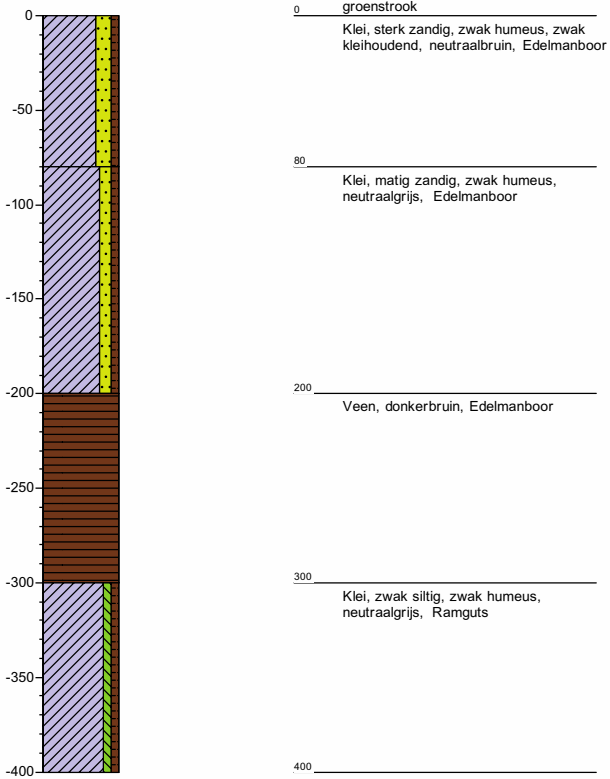 0
-50
-100
-150
-200
-250
-300
-350
-400
0
groenstrook
Klei, sterk zandig, zwak humeus, zwak
kleihoudend, neutraalbruin, Edelmanboor
80
Klei, matig zandig, zwak humeus,
neutraalgrijs, Edelmanboor
200
Veen, donkerbruin, Edelmanboor
300
Klei, zwak siltig, zwak humeus,
neutraalgrijs, Ramguts
400